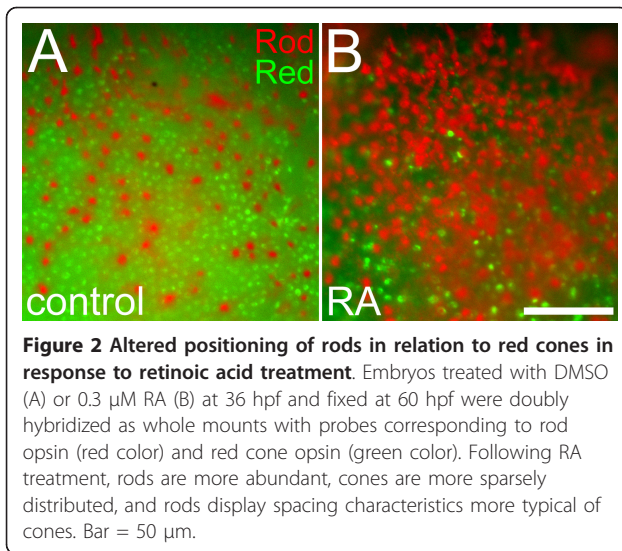 A
Rod
Red
control
B
RA
Figure 2 Altered positioning of rods in relation to red cones in
response to retinoic acid treatment. Embryos treated with DMSO
(A) or 0.3 μM RA (B) at 36 hpf and fixed at 60 hpf were doubly
hybridized as whole mounts with probes corresponding to rod
opsin (red color) and red cone opsin (green color). Following RA
treatment, rods are more abundant, cones are more sparsely
distributed, and rods display spacing characteristics more typical of
cones. Bar = 50 μm.